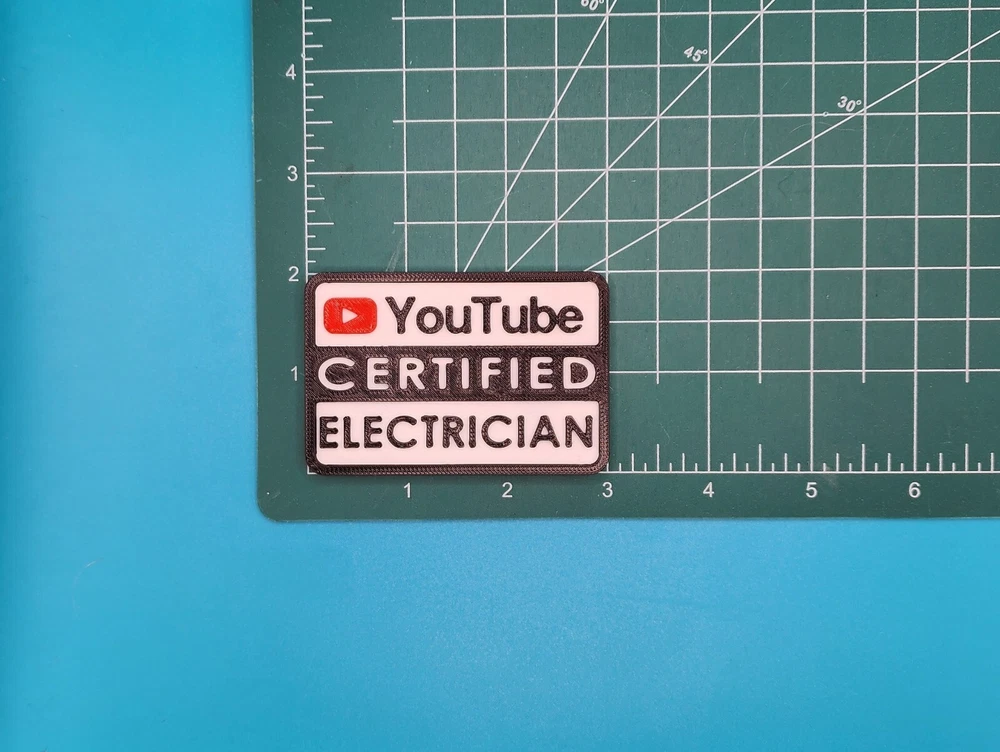 60°
45°
30°
4
3
2
1
YouTube
CERTIFIED
ELECTRICIAN
1 2 3 4 5 6